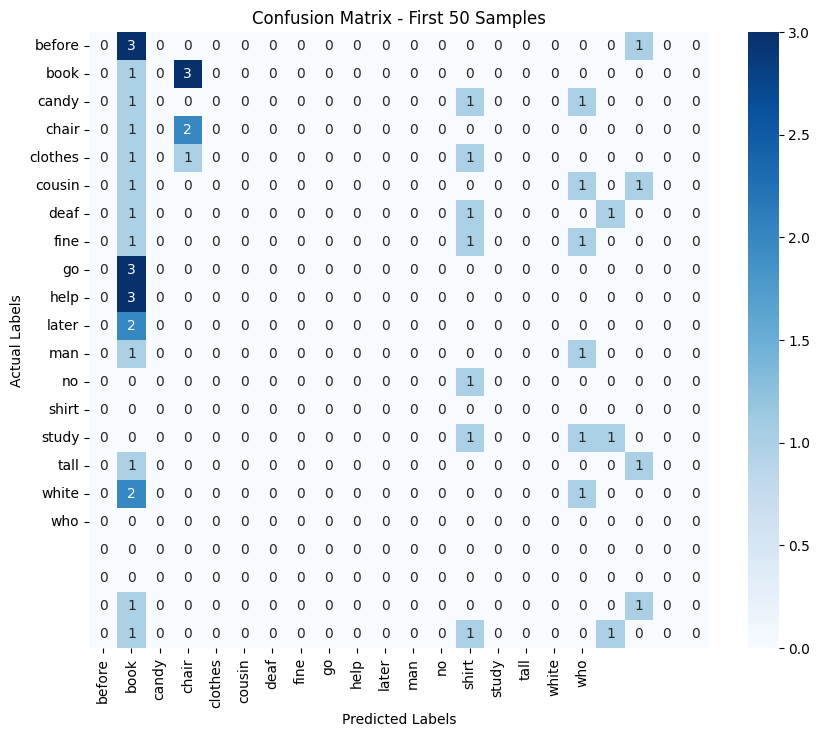 Confusion Matrix - First 50 Samples
before 0 3 0 0 0 0 0 0 0 0 0 0 0 0 0 0 0 0 0 1 0 0
book 0 1 0 3 0 0 0 0 0 0 0 0 0 0 0 0 0 0 0 0 0 0
candy 0 1 0 0 0 0 0 0 0 0 0 0 0 1 0 0 0 1 0 0 0 0
chair 0 1 0 2 0 0 0 0 0 0 0 0 0 0 0 0 0 0 0 0 0 0
clothes 0 1 0 1 0 0 0 0 0 0 0 0 0 1 0 0 0 0 0 0 0 0
cousin 0 1 0 0 0 0 0 0 0 0 0 0 0 0 0 0 0 1 0 1 0 0
deaf 0 1 0 0 0 0 0 0 0 0 0 0 0 1 0 0 0 0 1 0 0 0
fine 0 1 0 0 0 0 0 0 0 0 0 0 0 1 0 0 0 1 0 0 0 0
go 0 3 0 0 0 0 0 0 0 0 0 0 0 0 0 0 0 0 0 0 0 0
help 0 3 0 0 0 0 0 0 0 0 0 0 0 0 0 0 0 0 0 0 0 0
later 0 2 0 0 0 0 0 0 0 0 0 0 0 0 0 0 0 0 0 0 0 0
man 0 1 0 0 0 0 0 0 0 0 0 0 0 0 0 0 0 1 0 0 0 0
no 0 0 0 0 0 0 0 0 0 0 0 0 0 1 0 0 0 0 0 0 0 0
shirt 0 0 0 0 0 0 0 0 0 0 0 0 0 0 0 0 0 0 0 0 0 0
study 0 0 0 0 0 0 0 0 0 0 0 0 0 1 0 0 0 1 1 0 0 0
tall 0 1 0 0 0 0 0 0 0 0 0 0 0 0 0 0 0 0 0 1 0 0
white 0 2 0 0 0 0 0 0 0 0 0 0 0 0 0 0 0 1 0 0 0 0
who 0 0 0 0 0 0 0 0 0 0 0 0 0 0 0 0 0 0 0 0 0 0
0 0 0 0 0 0 0 0 0 0 0 0 0 0 0 0 0 0 0 0 0 0
0 0 0 0 0 0 0 0 0 0 0 0 0 0 0 0 0 0 0 0 0 0
0 1 0 0 0 0 0 0 0 0 0 0 0 0 0 0 0 0 0 1 0 0
0 1 0 0 0 0 0 0 0 0 0 0 0 1 0 0 0 0 1 0 0 0
before book candy chair clothes cousin deaf fine go help later man no shirt study tall white who
Predicted Labels
Actual Labels
3.0
2.5
2.0
1.5
1.0
0.5
0.0